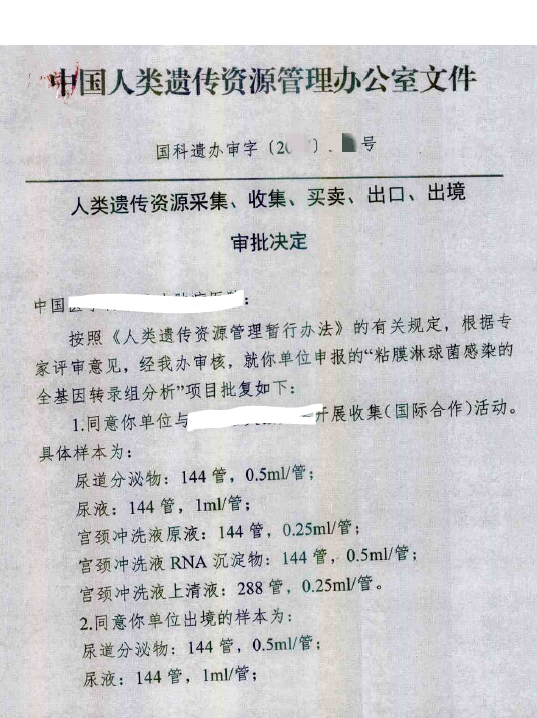 中国人类遗传资源管理办公室文件
国科遗办审字〔20 〕 号
人类遗传资源采集、收集、买卖、出口、出境
审批决定
中国医学 :
按照《人类遗传资源管理暂行办法》的有关规定，根据专
家评审意见，经我办审核，就你单位申报的“粘膜淋球菌感染的
全基因转录组分析”项目批复如下：
1.同意你单位与 开展收集(国际合作)活动。
具体样本为：
尿道分泌物：144 管，0.5ml/管；
尿液：144 管，1ml/管；
宫颈冲洗液原液：144 管，0.25ml/管；
宫颈冲洗液 RNA 沉淀物：144 管，0.5ml/管；
宫颈冲洗液上清液：288 管，0.25ml/管。
2.同意你单位出境的样本为：
尿道分泌物：144 管，0.5ml/管；
尿液：144 管，1ml/管；